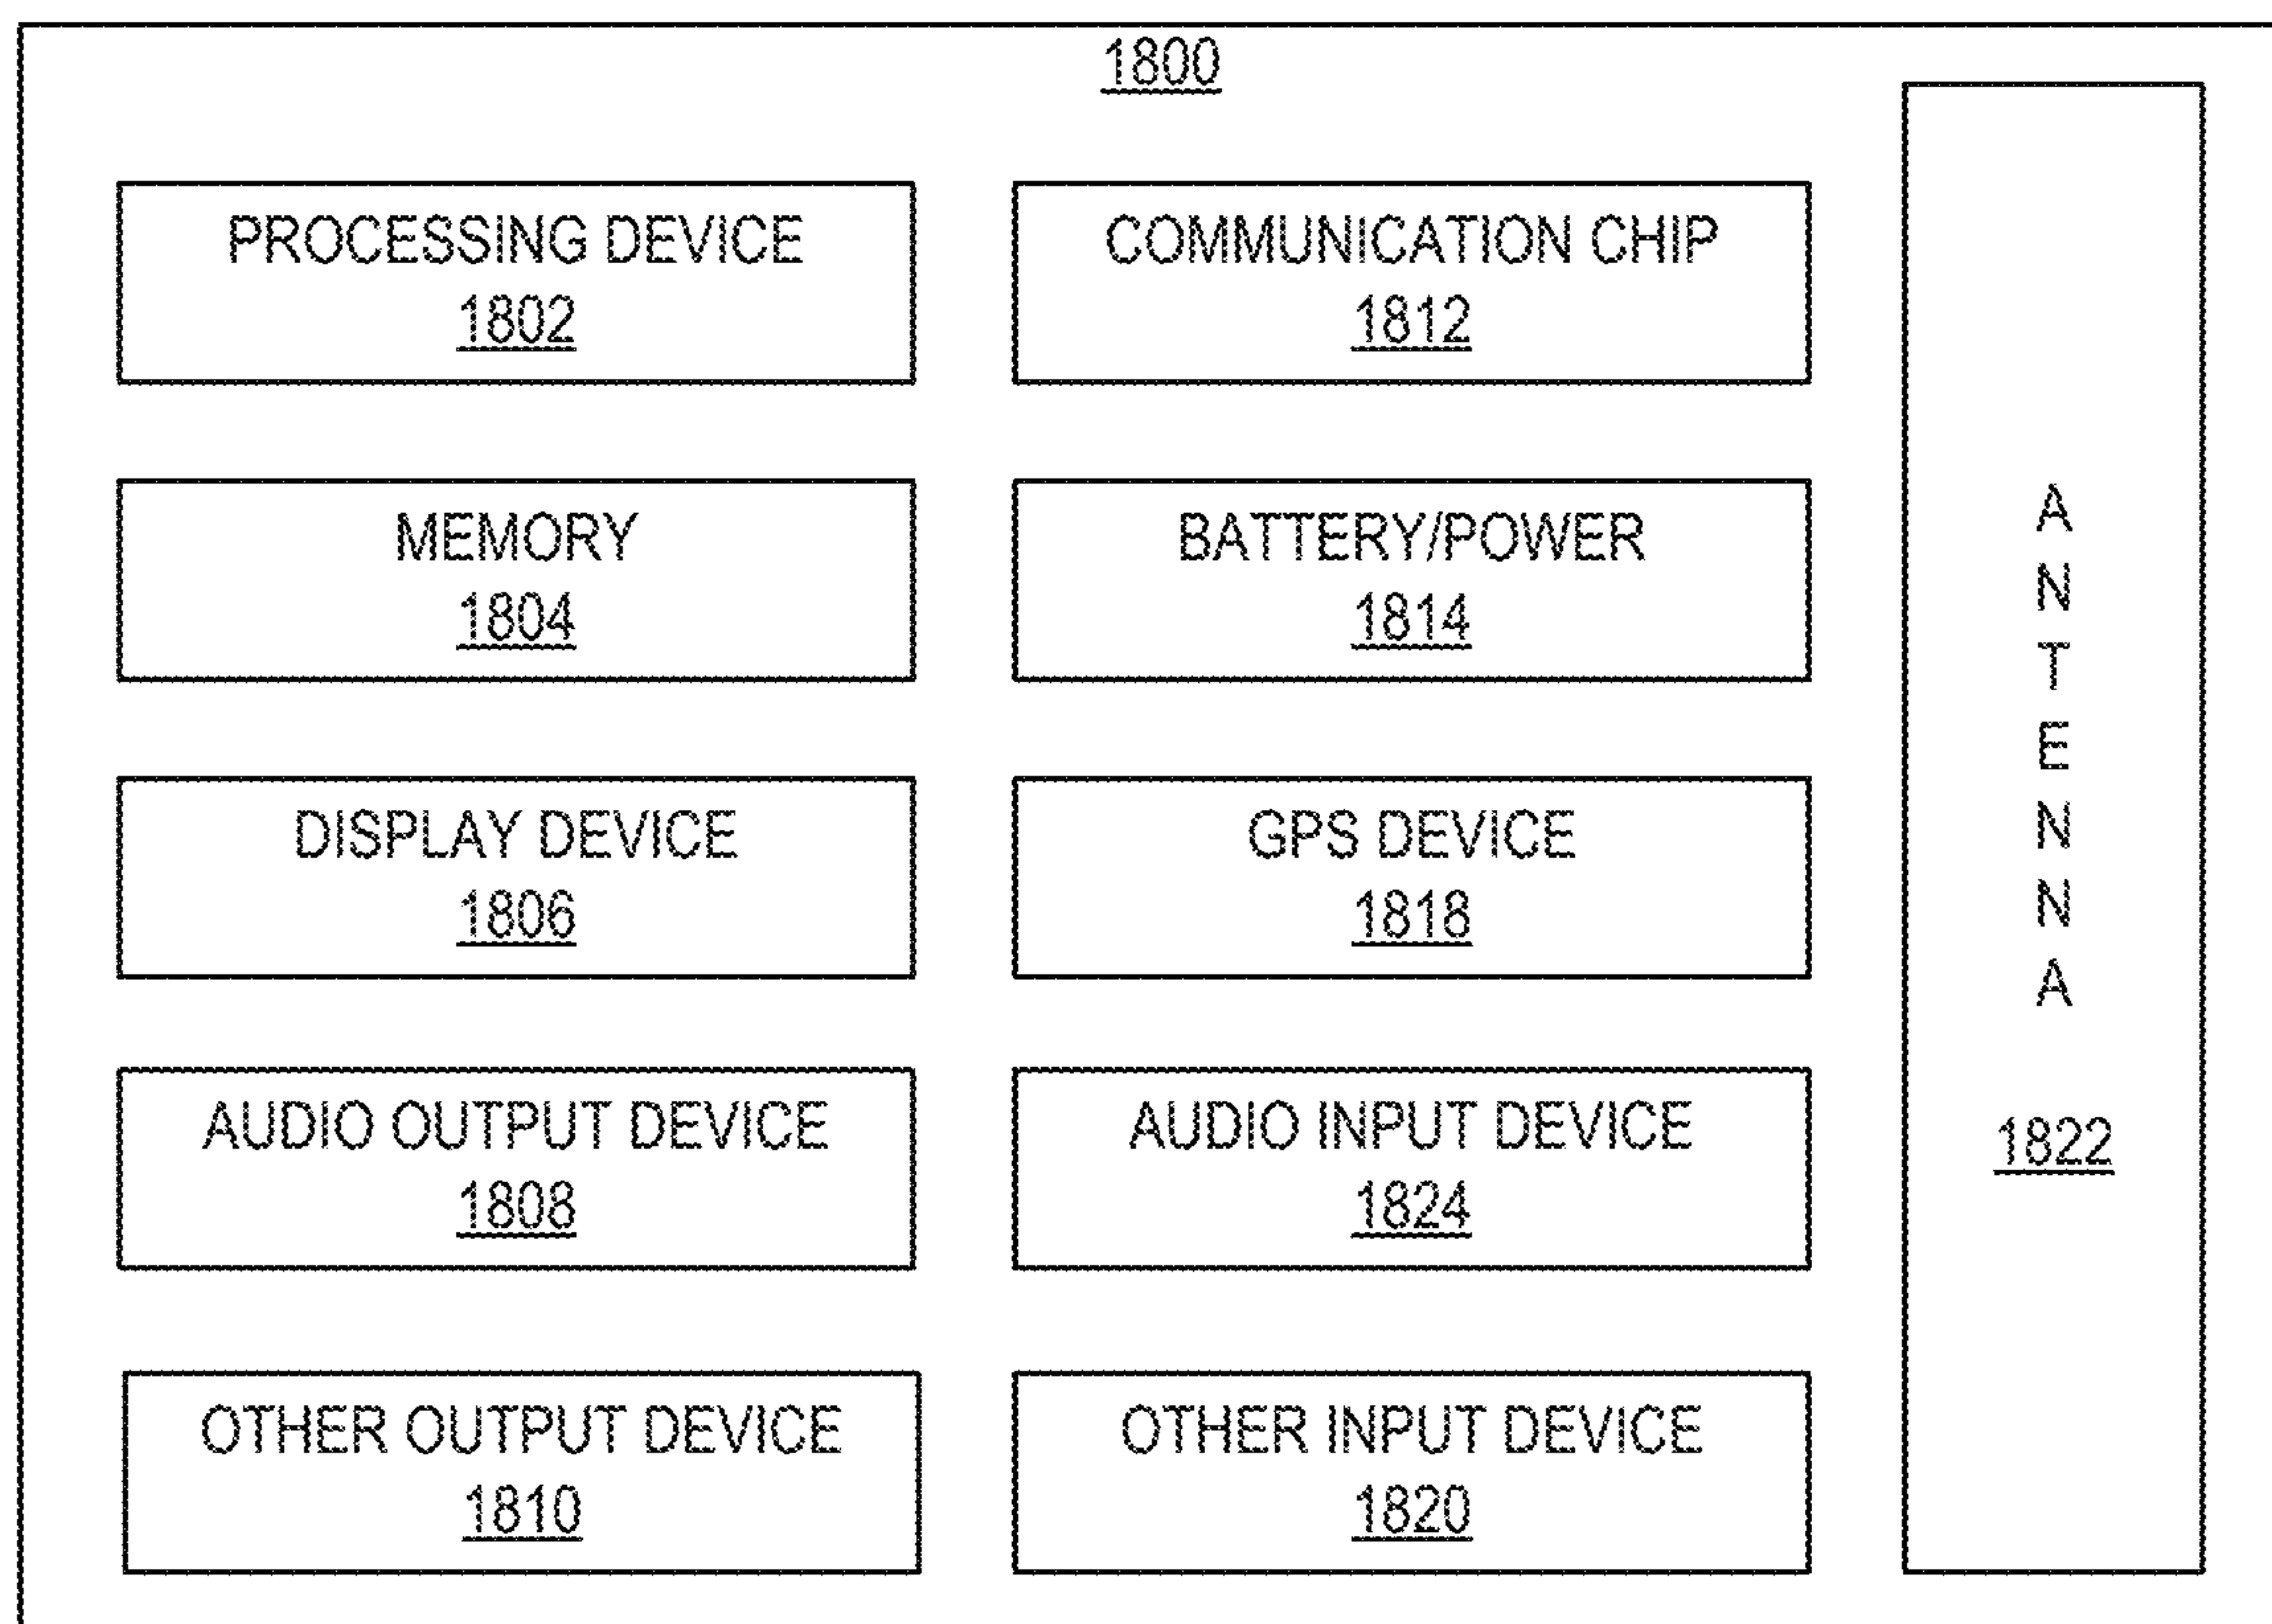 1800
PROCESSING DEVICE
1802
COMMUNICATION CHIP
1812
MEMORY
1804
BATTERY/POWER
1814
DISPLAY DEVICE
1806
GPS DEVICE
1818
AUDIO OUTPUT DEVICE
1808
AUDIO INPUT DEVICE
1824
OTHER OUTPUT DEVICE
1810
OTHER INPUT DEVICE
1820
ANTENNA
1822